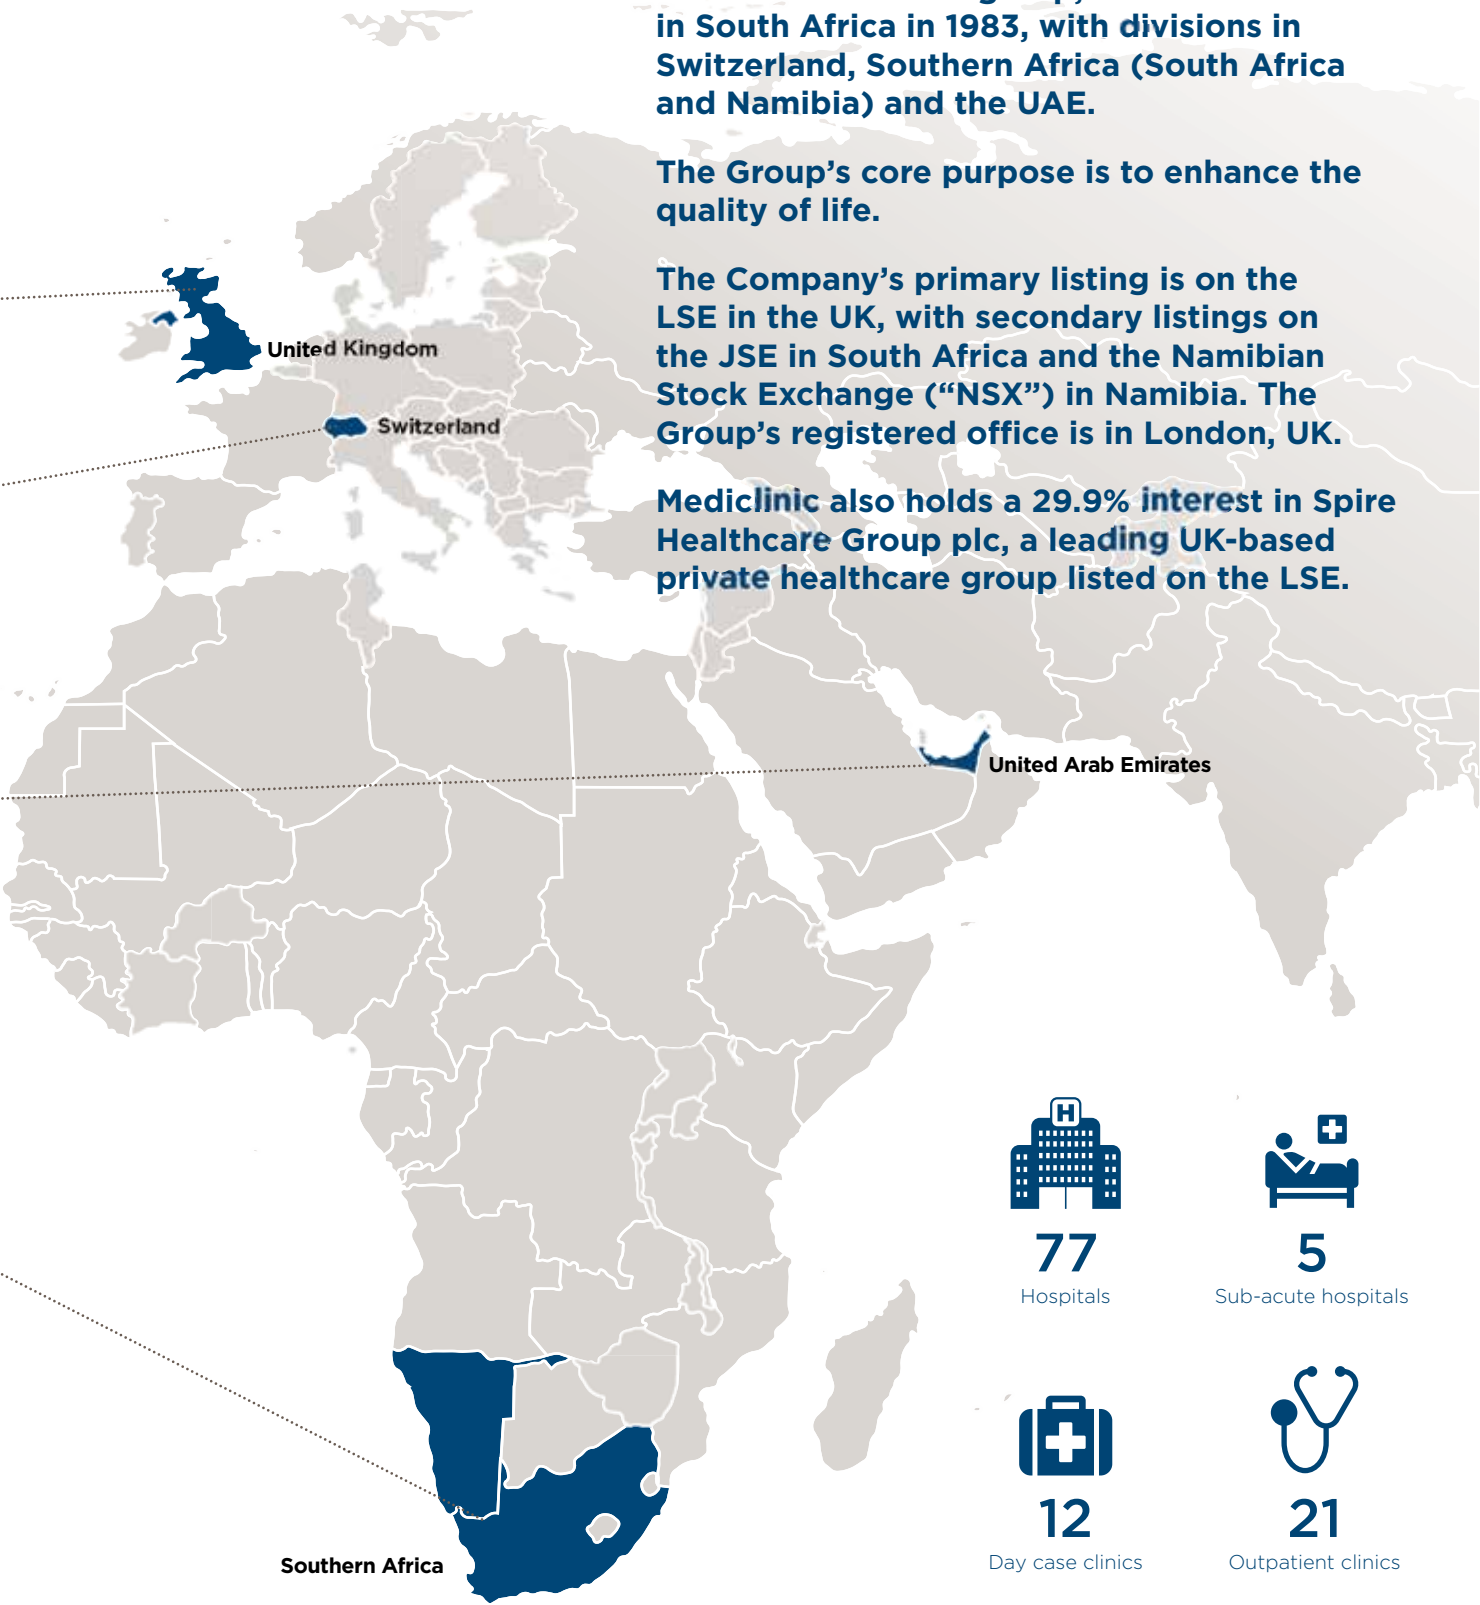 in South Africa in 1983, with divisions in
Switzerland, Southern Africa (South Africa
and Namibia) and the UAE.
The Group’s core purpose is to enhance the
quality of life.
The Company’s primary listing is on the
LSE in the UK, with secondary listings on
the JSE in South Africa and the Namibian
Stock Exchange (“NSX”) in Namibia. The
Group’s registered office is in London, UK.
Mediclinic also holds a 29.9% interest in Spire
Healthcare Group plc, a leading UK-based
private healthcare group listed on the LSE.
United Kingdom
Switzerland
United Arab Emirates
H
77
Hospitals
5
Sub-acute hospitals
12
Day case clinics
21
Outpatient clinics
Southern Africa